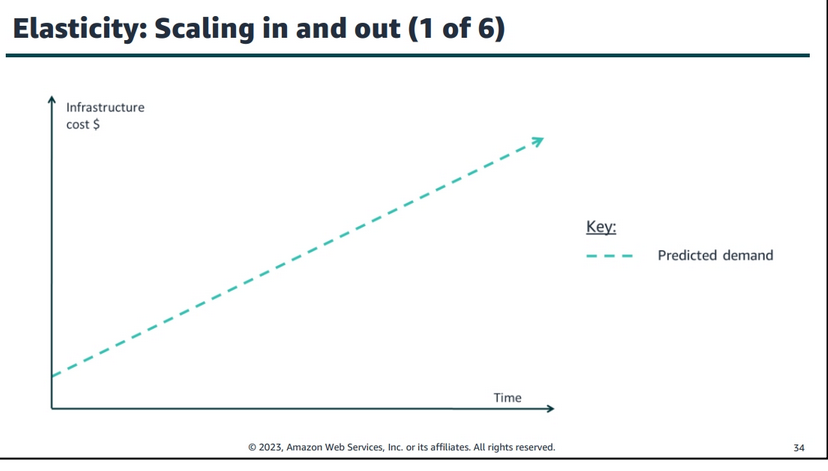 Elasticity: Scaling in and out (1 of 6)
Infrastructure
cost $
Key:
Predicted demand
Time
© 2023, Amazon Web Services, Inc. or its affiliates. All rights reserved.
34